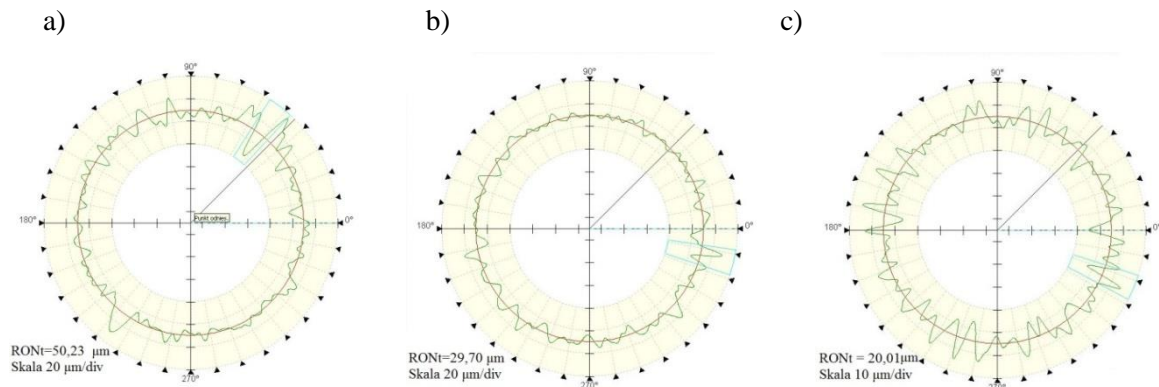 a) b) c)
90° 90° 90°
Punkt odnies.
180° 0° 180° 0° 180° 0°
270° 270° 270°
RONt=50,23 μm
Skala 20 μm/div
RONt=29,70 μm
Skala 20 μm/div
RONt = 20,01μm
Skala 10 μm/div